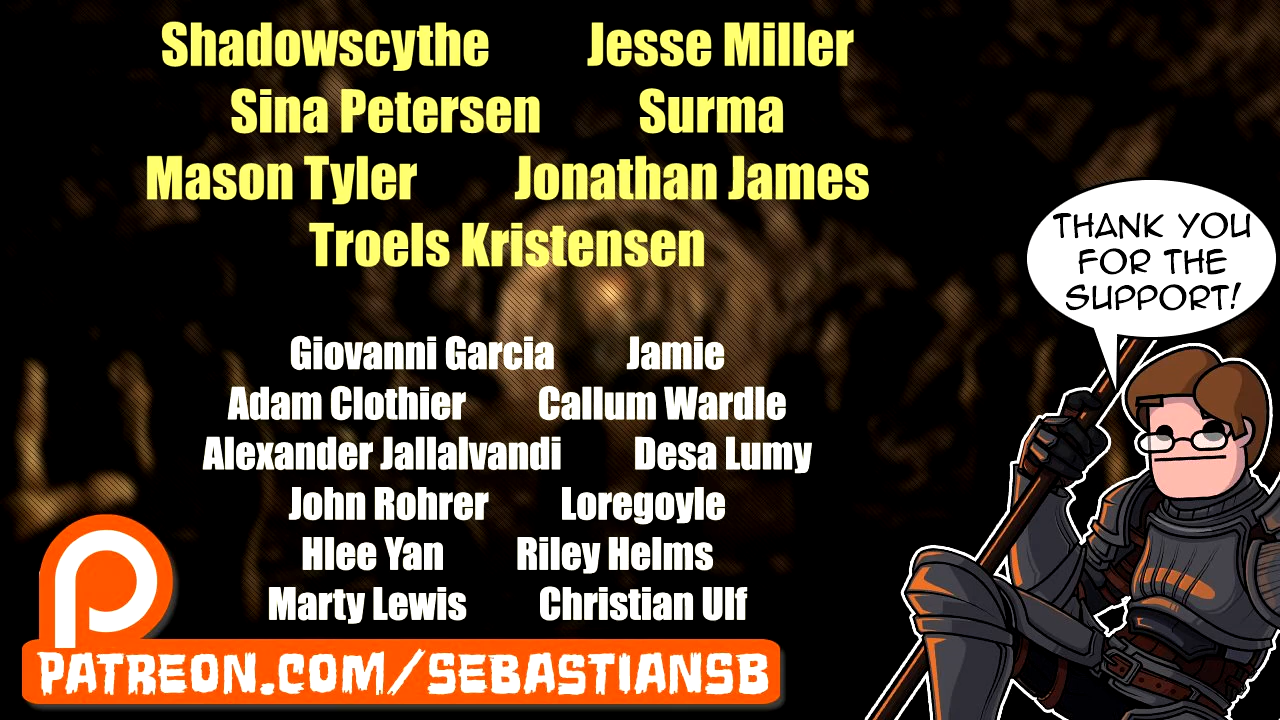 Shadowscythe Jesse Miller
Sina Petersen Surma
Mason Tyler Jonathan James
Troels Kristensen
Giovanni Garcia Jamie
Adam Clothier Callum Wardle
Alexander Jallalvandi Desa Lumy
John Rohrer Loregoyle
Hlee Yan Riley Helms
Marty Lewis Christian Ulf
PATREON.COM/SEBASTIANSB
THANK YOU
FOR THE
SUPPORT!